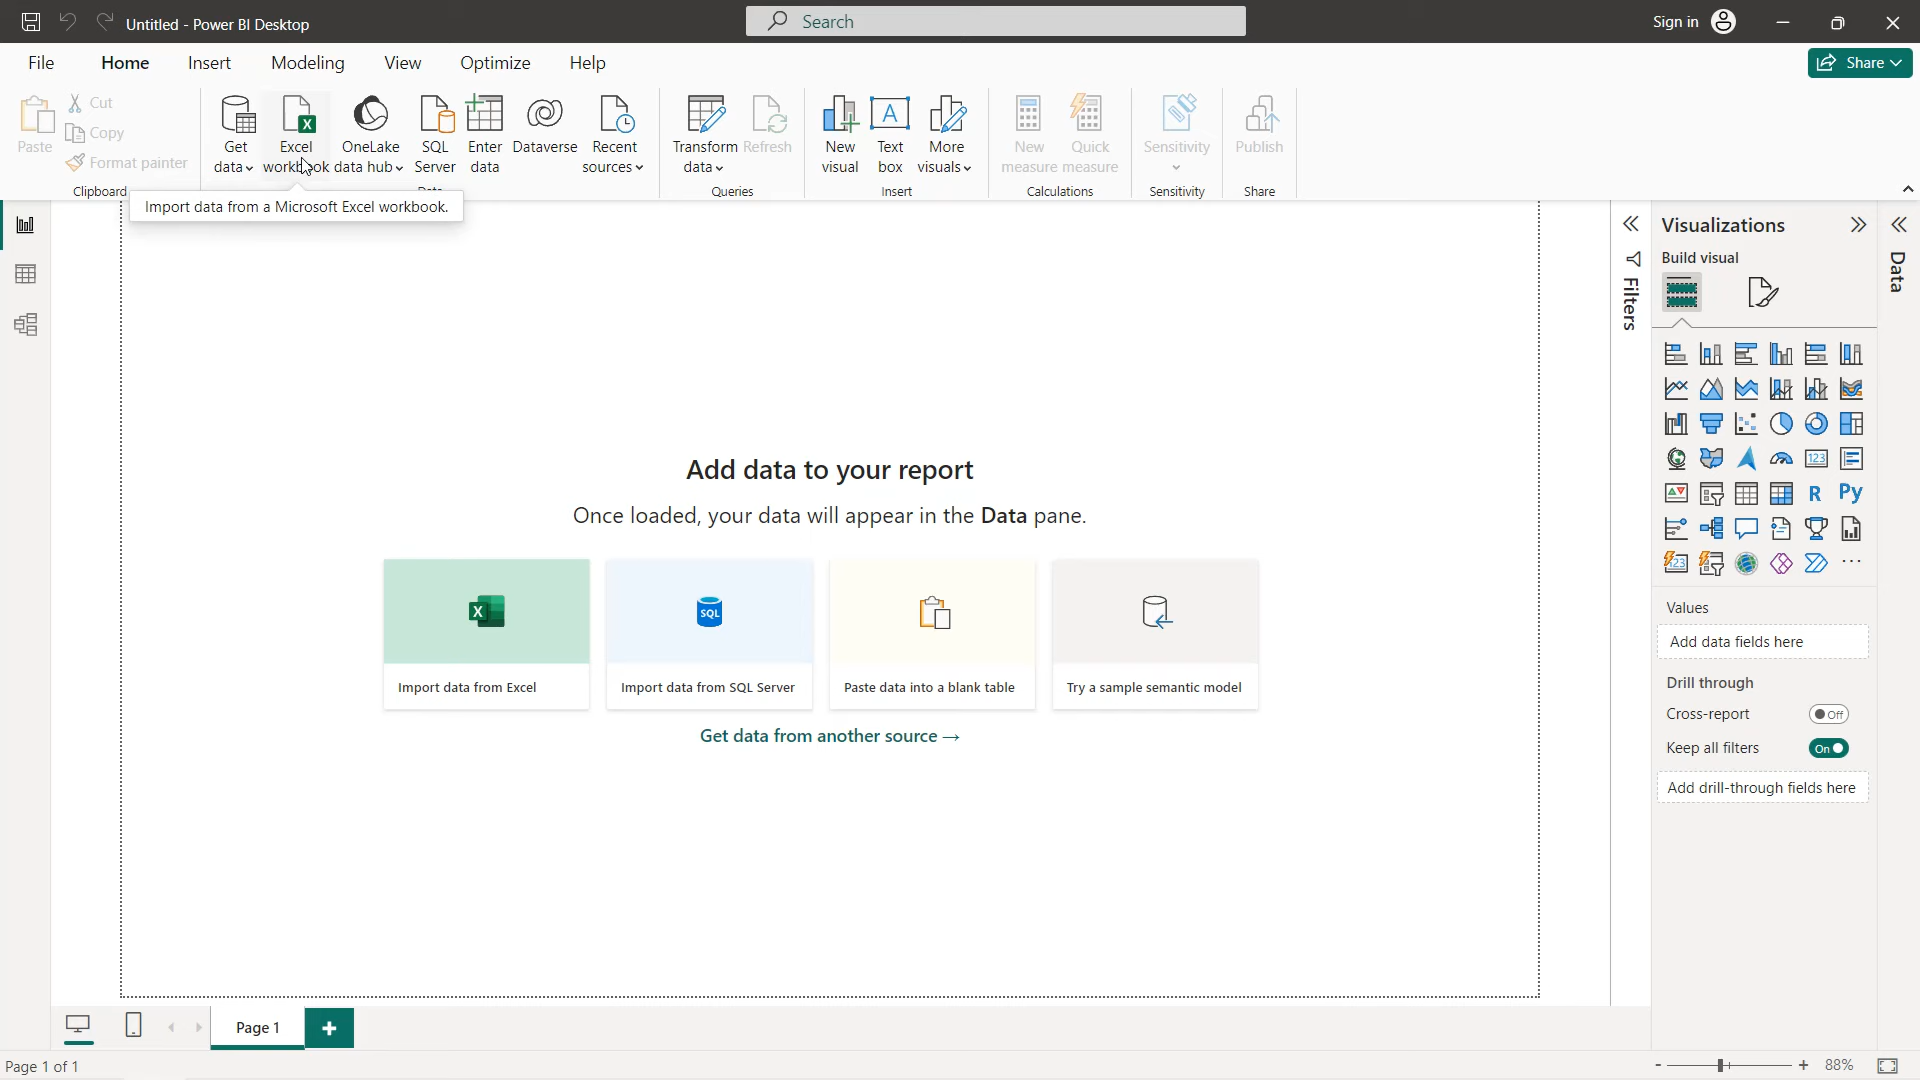 Untitled - Power BI Desktop
Search
Sign in
File Home Insert Modeling View Optimize Help
Share
Paste
Cut
Copy
Format painter
Clipboard
Get data
Excel workbook
OneLake data hub
SQL Server
Enter data
Dataverse
Recent sources
Transform data
Refresh
Queries
New visual
A
Text box
More visuals
Insert
New measure
Quick measure
Calculations
Sensitivity
Sensitivity
Publish
Share
Import data from a Microsoft Excel workbook.
Add data to your report
Once loaded, your data will appear in the Data pane.
X
SQL
Import data from Excel
Import data from SQL Server
Paste data into a blank table
Try a sample semantic model
Get data from another source →
Filters
Visualizations
Build visual
123
R
Py
123
...
Values
Add data fields here
Drill through
Cross-report
Off
Keep all filters
On
Add drill-through fields here
Data
Page 1
+
Page 1 of 1
- + 88%